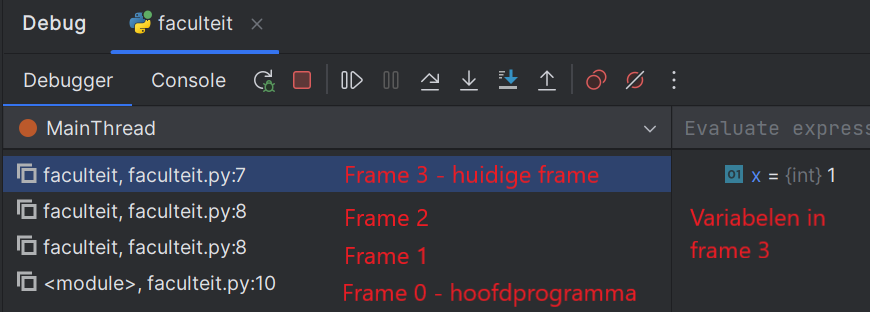 Debug faculteit
Debugger Console
MainThread Evaluate express
faculteit, faculteit.py:7 Frame 3 - huidige frame x = {int} 1
faculteit, faculteit.py:8 Frame 2 Variabelen in
faculteit, faculteit.py:8 Frame 1 frame 3
<module>, faculteit.py:10 Frame 0 - hoofdprogramma